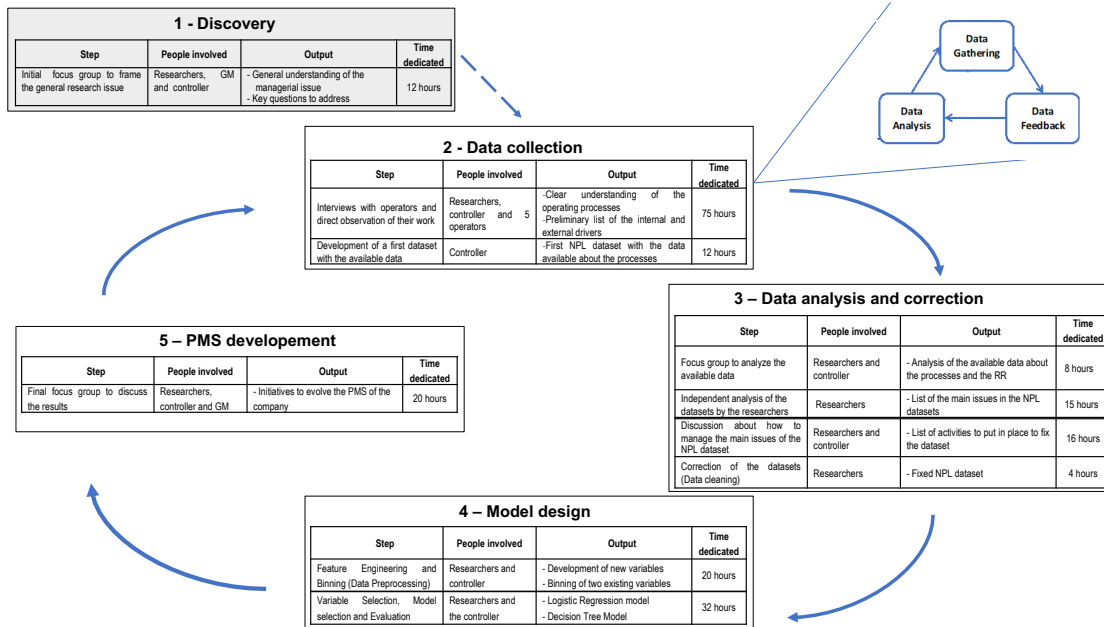 1 - Discovery
Step
People involved
Output
Time
dedicated
Initial focus group to frame
the general research issue
Researchers, GM
and controller
- General understanding of the
managerial issue
- Key questions to address
12 hours
Data
Gathering
Data
Analysis
Data
Feedback
2 - Data collection
Step
People involved
Output
Time
dedicated
Interviews with operators and
direct observation of their work
Researchers,
controller and 5
operators
-Clear understanding of the
operating processes
-Preliminary list of the internal and
external drivers
75 hours
Development of a first dataset
with the available data
Controller
-First NPL dataset with the data
available about the processes
12 hours
3 – Data analysis and correction
Step
People involved
Output
Time
dedicated
Focus group to analyze the
available data
Researchers and
controller
- Analysis of the available data about
the processes and the RR
8 hours
Independent analysis of the
datasets by the researchers
Researchers
- List of the main issues in the NPL
datasets
15 hours
Discussion about how to
manage the main issues of the
NPL dataset
Researchers and
controller
- List of activities to put in place to fix
the dataset
16 hours
Correction of the datasets
(Data cleaning)
Researchers
- Fixed NPL dataset
4 hours
5 – PMS developement
Step
People involved
Output
Time
dedicated
Final focus group to discuss
the results
Researchers,
controller and GM
- Initiatives to evolve the PMS of the
company
20 hours
4 – Model design
Step
People involved
Output
Time
dedicated
Feature Engineering and
Binning (Data Preprocessing)
Researchers and
controller
- Development of new variables
- Binning of two existing variables
20 hours
Variable Selection, Model
selection and Evaluation
Researchers and
the controller
- Logistic Regression model
- Decision Tree Model
32 hours